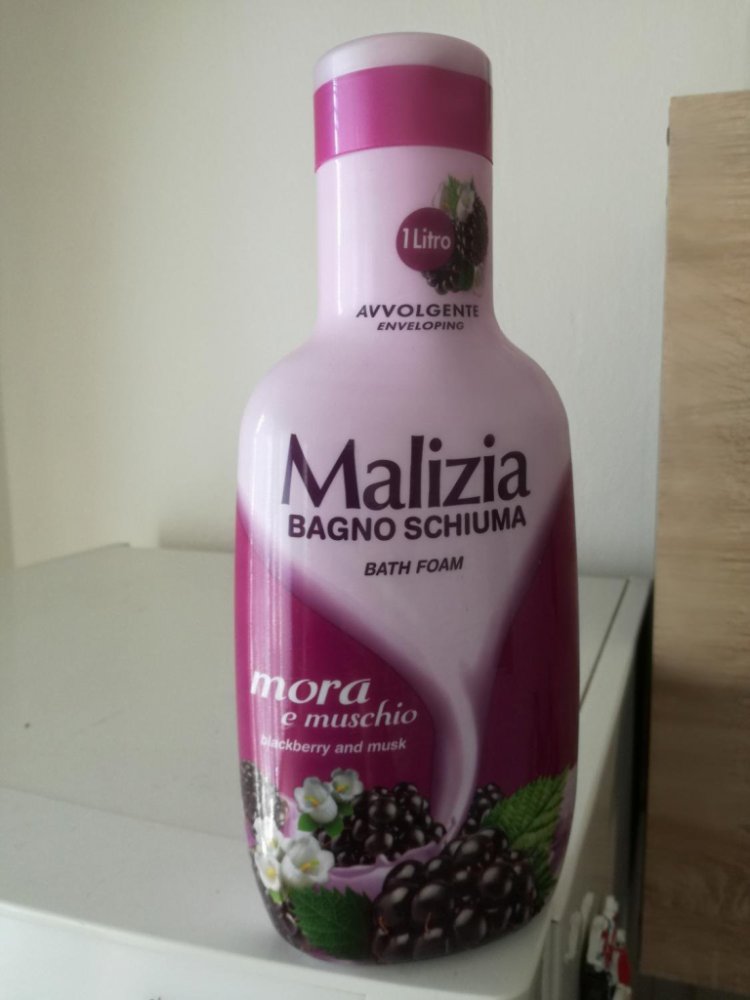 1 Litro
AVVOLGENTE
ENVELOPING
Malizia
BAGNO SCHIUMA
BATH FOAM
mora
e muschio
blackberry and musk